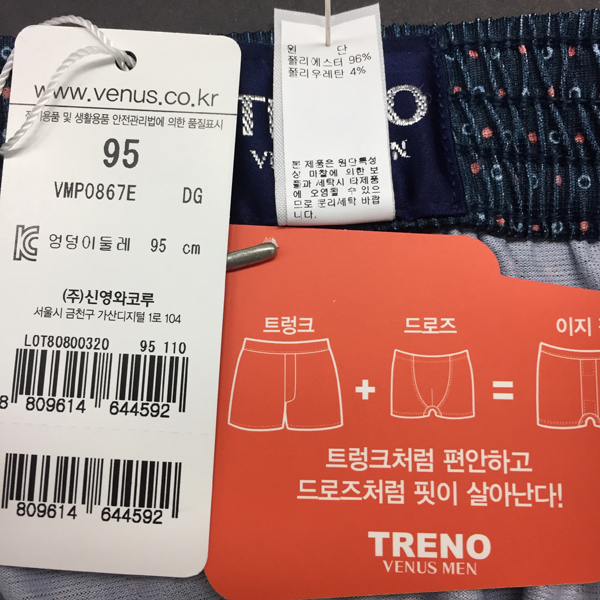 www.venus.co.kr
및 생활용품 안전관리법에 의한 품질표시
95
VMP0867E DG
엉덩이둘레 95 cm
(주)신영와코루
서울시 금천구 가산디지털 1로 104
LOT80800320 95 110
8 809614 644592
809614 644592
원 단
폴리에스터 96%
폴리우레탄 4%
본 제품은 원단특성
상 마찰에 의한 보
풀과 세탁시 타제품
에 오염될 수 있으
므로 분리세탁 바랍
니다.
VENUS MEN
트렁크 + 드로즈 = 이지
트렁크처럼 편안하고
드로즈처럼 핏이 살아난다!
TRENO
VENUS MEN